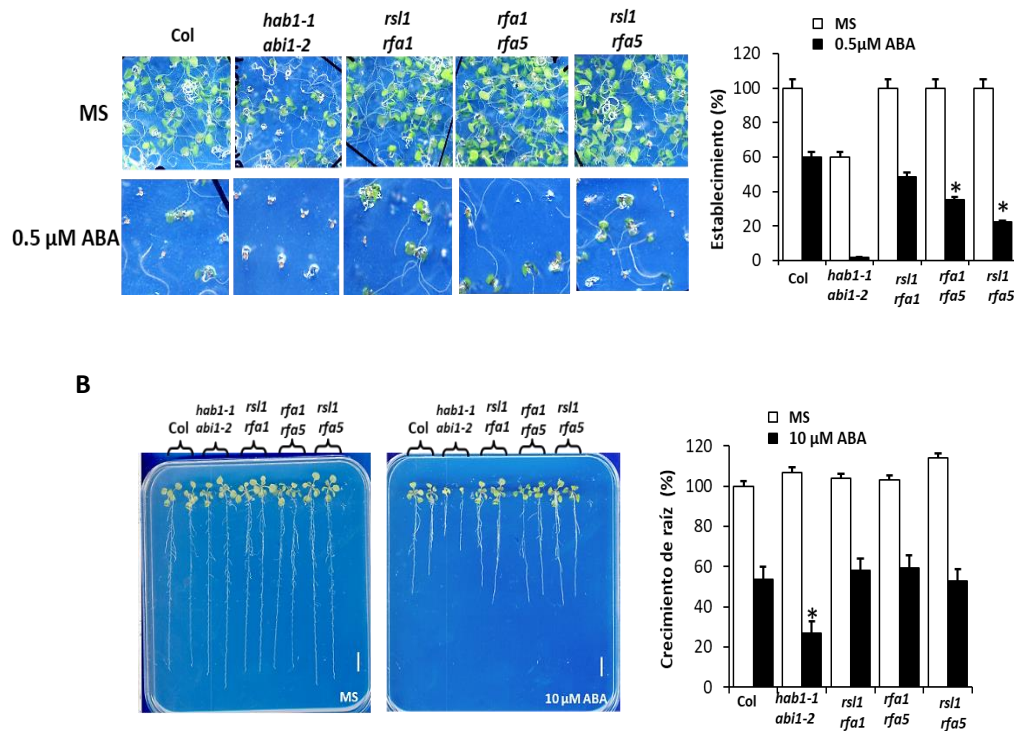 Col
hab1-1
abi1-2
rsl1
rfa1
rfa1
rfa5
rsl1
rfa5
MS
0.5 µM ABA
MS
0.5µM ABA
Establecimiento (%)
120
100
80
60
40
20
0
*
*
Col
hab1-1
abi1-2
rsl1
rfa1
rfa1
rfa5
rsl1
rfa5
B
Col
hab1-1
abi1-2
rsl1
rfa1
rfa1
rfa5
rsl1
rfa5
MS
Col
hab1-1
abi1-2
rsl1
rfa1
rfa1
rfa5
rsl1
rfa5
10 µM ABA
MS
10 µM ABA
Crecimiento de raíz (%)
120
100
80
60
40
20
0
*
Col
hab1-1
abi1-2
rsl1
rfa1
rfa1
rfa5
rsl1
rfa5